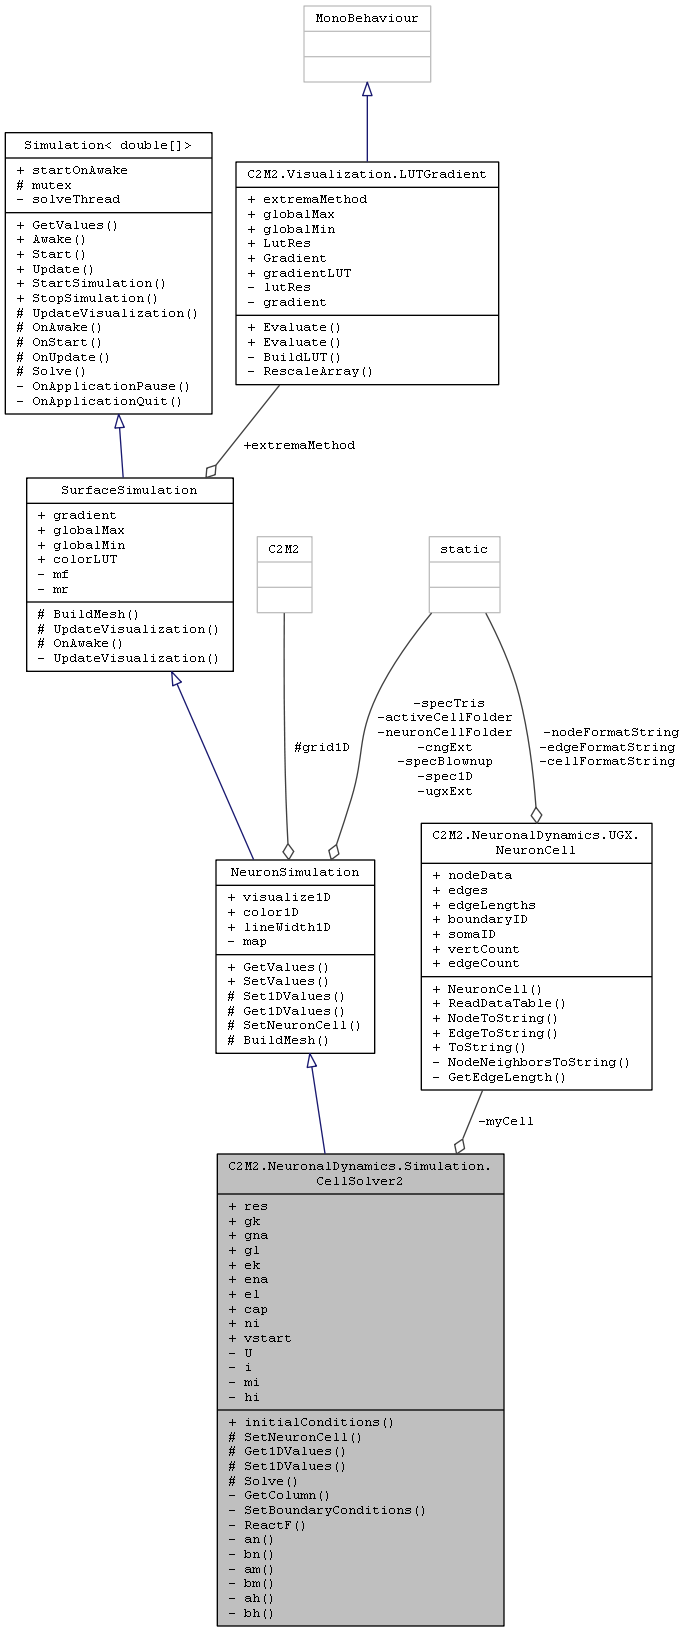 MonoBehaviour
Simulation< double[]>
+ startOnAwake
# mutex
- solveThread
+ GetValues()
+ Awake()
+ Start()
+ Update()
+ StartSimulation()
+ StopSimulation()
# UpdateVisualization()
# OnAwake()
# OnStart()
# OnUpdate()
# Solve()
- OnApplicationPause()
- OnApplicationQuit()
C2M2.Visualization.LUTGradient
+ extremaMethod
+ globalMax
+ globalMin
+ LutRes
+ Gradient
+ gradientLUT
- lutRes
- gradient
+ Evaluate()
+ Evaluate()
- BuildLUT()
- RescaleArray()
+extremaMethod
SurfaceSimulation
+ gradient
+ globalMax
+ globalMin
+ colorLUT
- mf
- mr
# BuildMesh()
# UpdateVisualization()
# OnAwake()
- UpdateVisualization()
C2M2
static
#grid1D
-specTris
-activeCellFolder
-neuronCellFolder
-cngExt
-specBlownup
-spec1D
-ugxExt
-nodeFormatString
-edgeFormatString
-cellFormatString
NeuronSimulation
+ visualize1D
+ color1D
+ lineWidth1D
- map
+ GetValues()
+ SetValues()
# Set1DValues()
# Get1DValues()
# SetNeuronCell()
# BuildMesh()
C2M2.NeuronalDynamics.UGX.
NeuronCell
+ nodeData
+ edges
+ edgeLengths
+ boundaryID
+ somaID
+ vertCount
+ edgeCount
+ NeuronCell()
+ ReadDataTable()
+ NodeToString()
+ EdgeToString()
+ ToString()
- NodeNeighborsToString()
- GetEdgeLength()
-myCell
C2M2.NeuronalDynamics.Simulation.
CellSolver2
+ res
+ gk
+ gna
+ gl
+ ek
+ ena
+ el
+ cap
+ ni
+ vstart
- U
- i
- mi
- hi
+ initialConditions()
# SetNeuronCell()
# Get1DValues()
# Set1DValues()
# Solve()
- GetColumn()
- SetBoundaryConditions()
- ReactF()
- an()
- bn()
- am()
- bm()
- ah()
- bh()